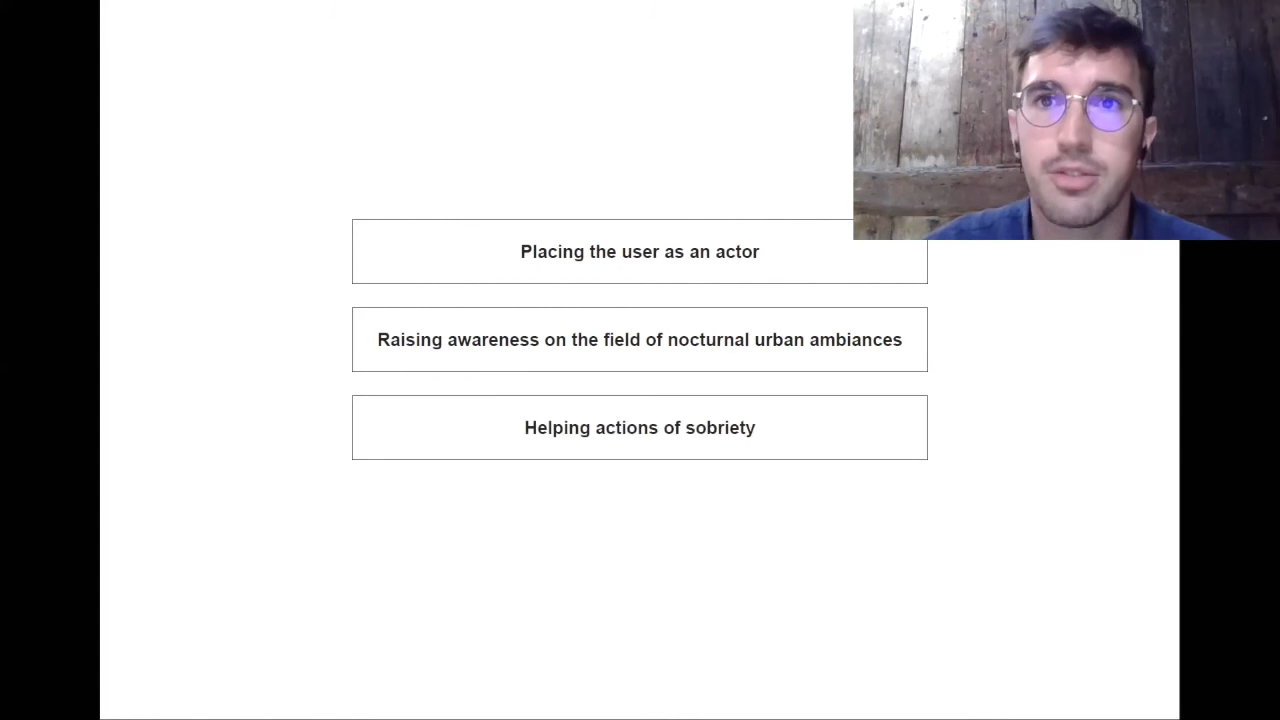 Placing the user as an actor
Raising awareness on the field of nocturnal urban ambiances
Helping actions of sobriety